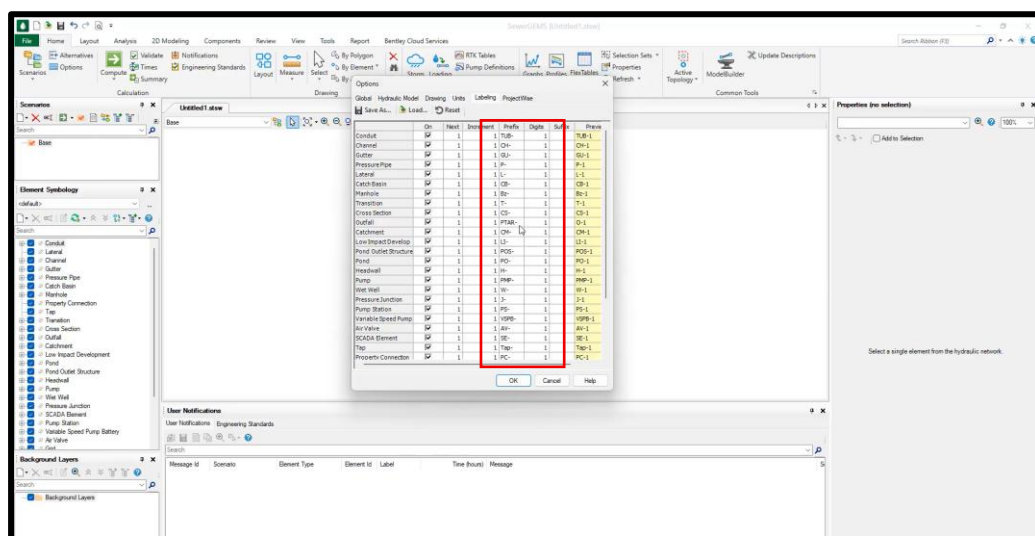 SewerGEMS [Untitled1.stsw]
File Home Layout Analysis 2D Modeling Components Review View Tools Report Bentley Cloud Services
Search Ribbon (F3)
Scenarios
Alternatives
Options
Compute
Validate
Times
Summary
Notifications
Engineering Standards
Calculation
Layout
Measure
Select
By Polygon
By Element
By
Drawing
Storm
Loading
RTK Tables
Pump Definitions
Graphs Profiles FlexTables
Selection Sets
Properties
Refresh
Active Topology
ModelBuilder
Update Descriptions
Common Tools
Scenarios
Search
Base
Element Symbology
<default>
Search
Conduit
Lateral
Channel
Gutter
Pressure Pipe
Catch Basin
Manhole
Property Connection
Tap
Transition
Cross Section
Outfall
Catchment
Low Impact Development
Pond
Pond Outlet Structure
Headwall
Pump
Wet Well
Pressure Junction
SCADA Element
Pump Station
Variable Speed Pump Battery
Air Valve
Grid
Background Layers
Search
Background Layers
Untitled1.stsw
Base
Options
Global Hydraulic Model Drawing Units Labeling ProjectWise
Save As... Load... Reset
On Next Increment Prefix Digits Suffix Previe
Conduit 1 1 TUB- 1 TUB-1
Channel 1 1 CH- 1 CH-1
Gutter 1 1 GU- 1 GU-1
Pressure Pipe 1 1 P- 1 P-1
Lateral 1 1 L- 1 L-1
Catch Basin 1 1 CB- 1 CB-1
Manhole 1 1 Bz- 1 Bz-1
Transition 1 1 T- 1 T-1
Cross Section 1 1 CS- 1 CS-1
Outfall 1 1 PTAR- 1 O-1
Catchment 1 1 CM- 1 CM-1
Low Impact Develop 1 1 LI- 1 LI-1
Pond Outlet Structure 1 1 POS- 1 POS-1
Pond 1 1 PO- 1 PO-1
Headwall 1 1 H- 1 H-1
Pump 1 1 PMP- 1 PMP-1
Wet Well 1 1 W- 1 W-1
Pressure Junction 1 1 J- 1 J-1
Pump Station 1 1 PS- 1 PS-1
Variable Speed Pump 1 1 VSPB- 1 VSPB-1
Air Valve 1 1 AV- 1 AV-1
SCADA Element 1 1 SE- 1 SE-1
Tap 1 1 Tap- 1 Tap-1
Property Connection 1 1 PC- 1 PC-1
OK Cancel Help
User Notifications
User Notifications Engineering Standards
Search
Message Id Scenario Element Type Element Id Label Time (hours) Message S
Properties (no selection)
100%
Add to Selection
Select a single element from the hydraulic network.